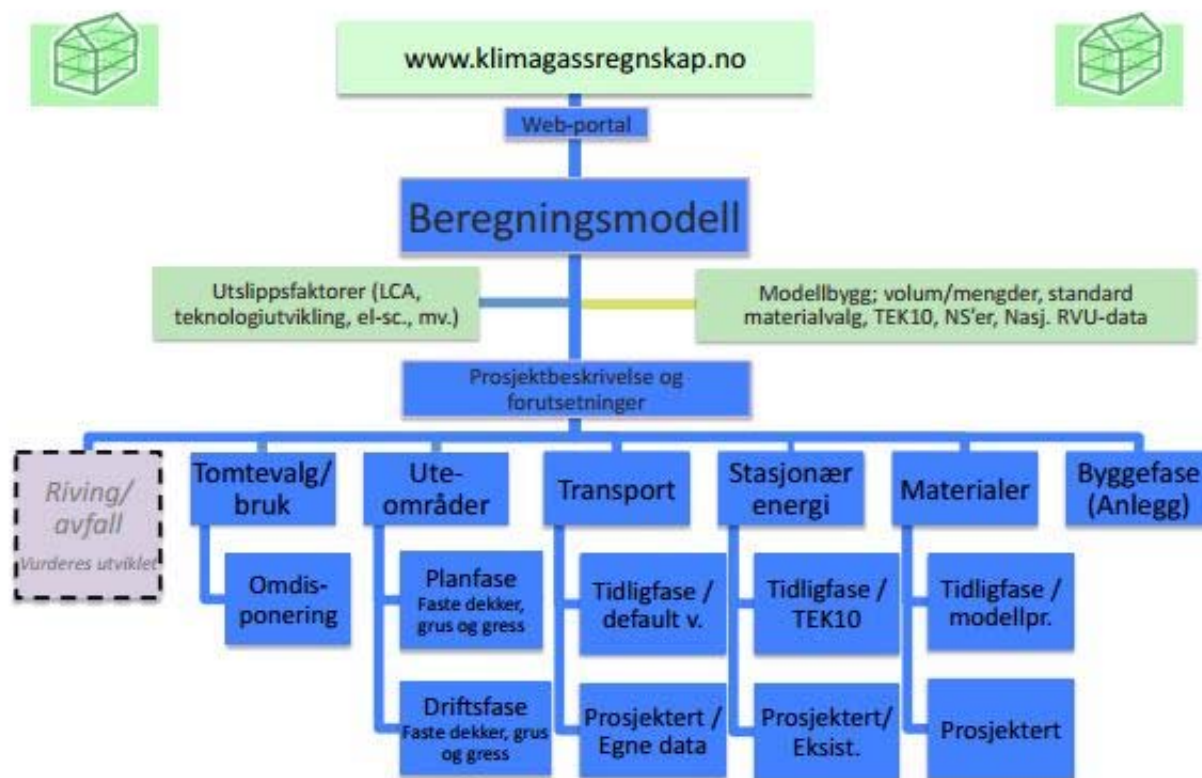 www.klimagassregnskap.no
Web-portal
Beregningsmodell
Utslippsfaktorer (LCA,
teknologiutvikling, el-sc., mv.)
Modellbygg; volum/mengder, standard
materialvalg, TEK10, NS'er, Nasj. RVU-data
Prosjektbeskrivelse og
forutsetninger
Riving/
avfall
Vurderes utviklet
Tomtevalg/
bruk
Omdis-
ponering
Ute-
områder
Planfase
Faste dekker,
grus og gress
Driftsfase
Faste dekker, grus
og gress
Transport
Tidligfase /
default v.
Prosjektert /
Egne data
Stasjonær
energi
Tidligfase /
TEK10
Prosjektert/
Eksist.
Materialer
Tidligfase /
modellpr.
Prosjektert
Byggefase
(Anlegg)